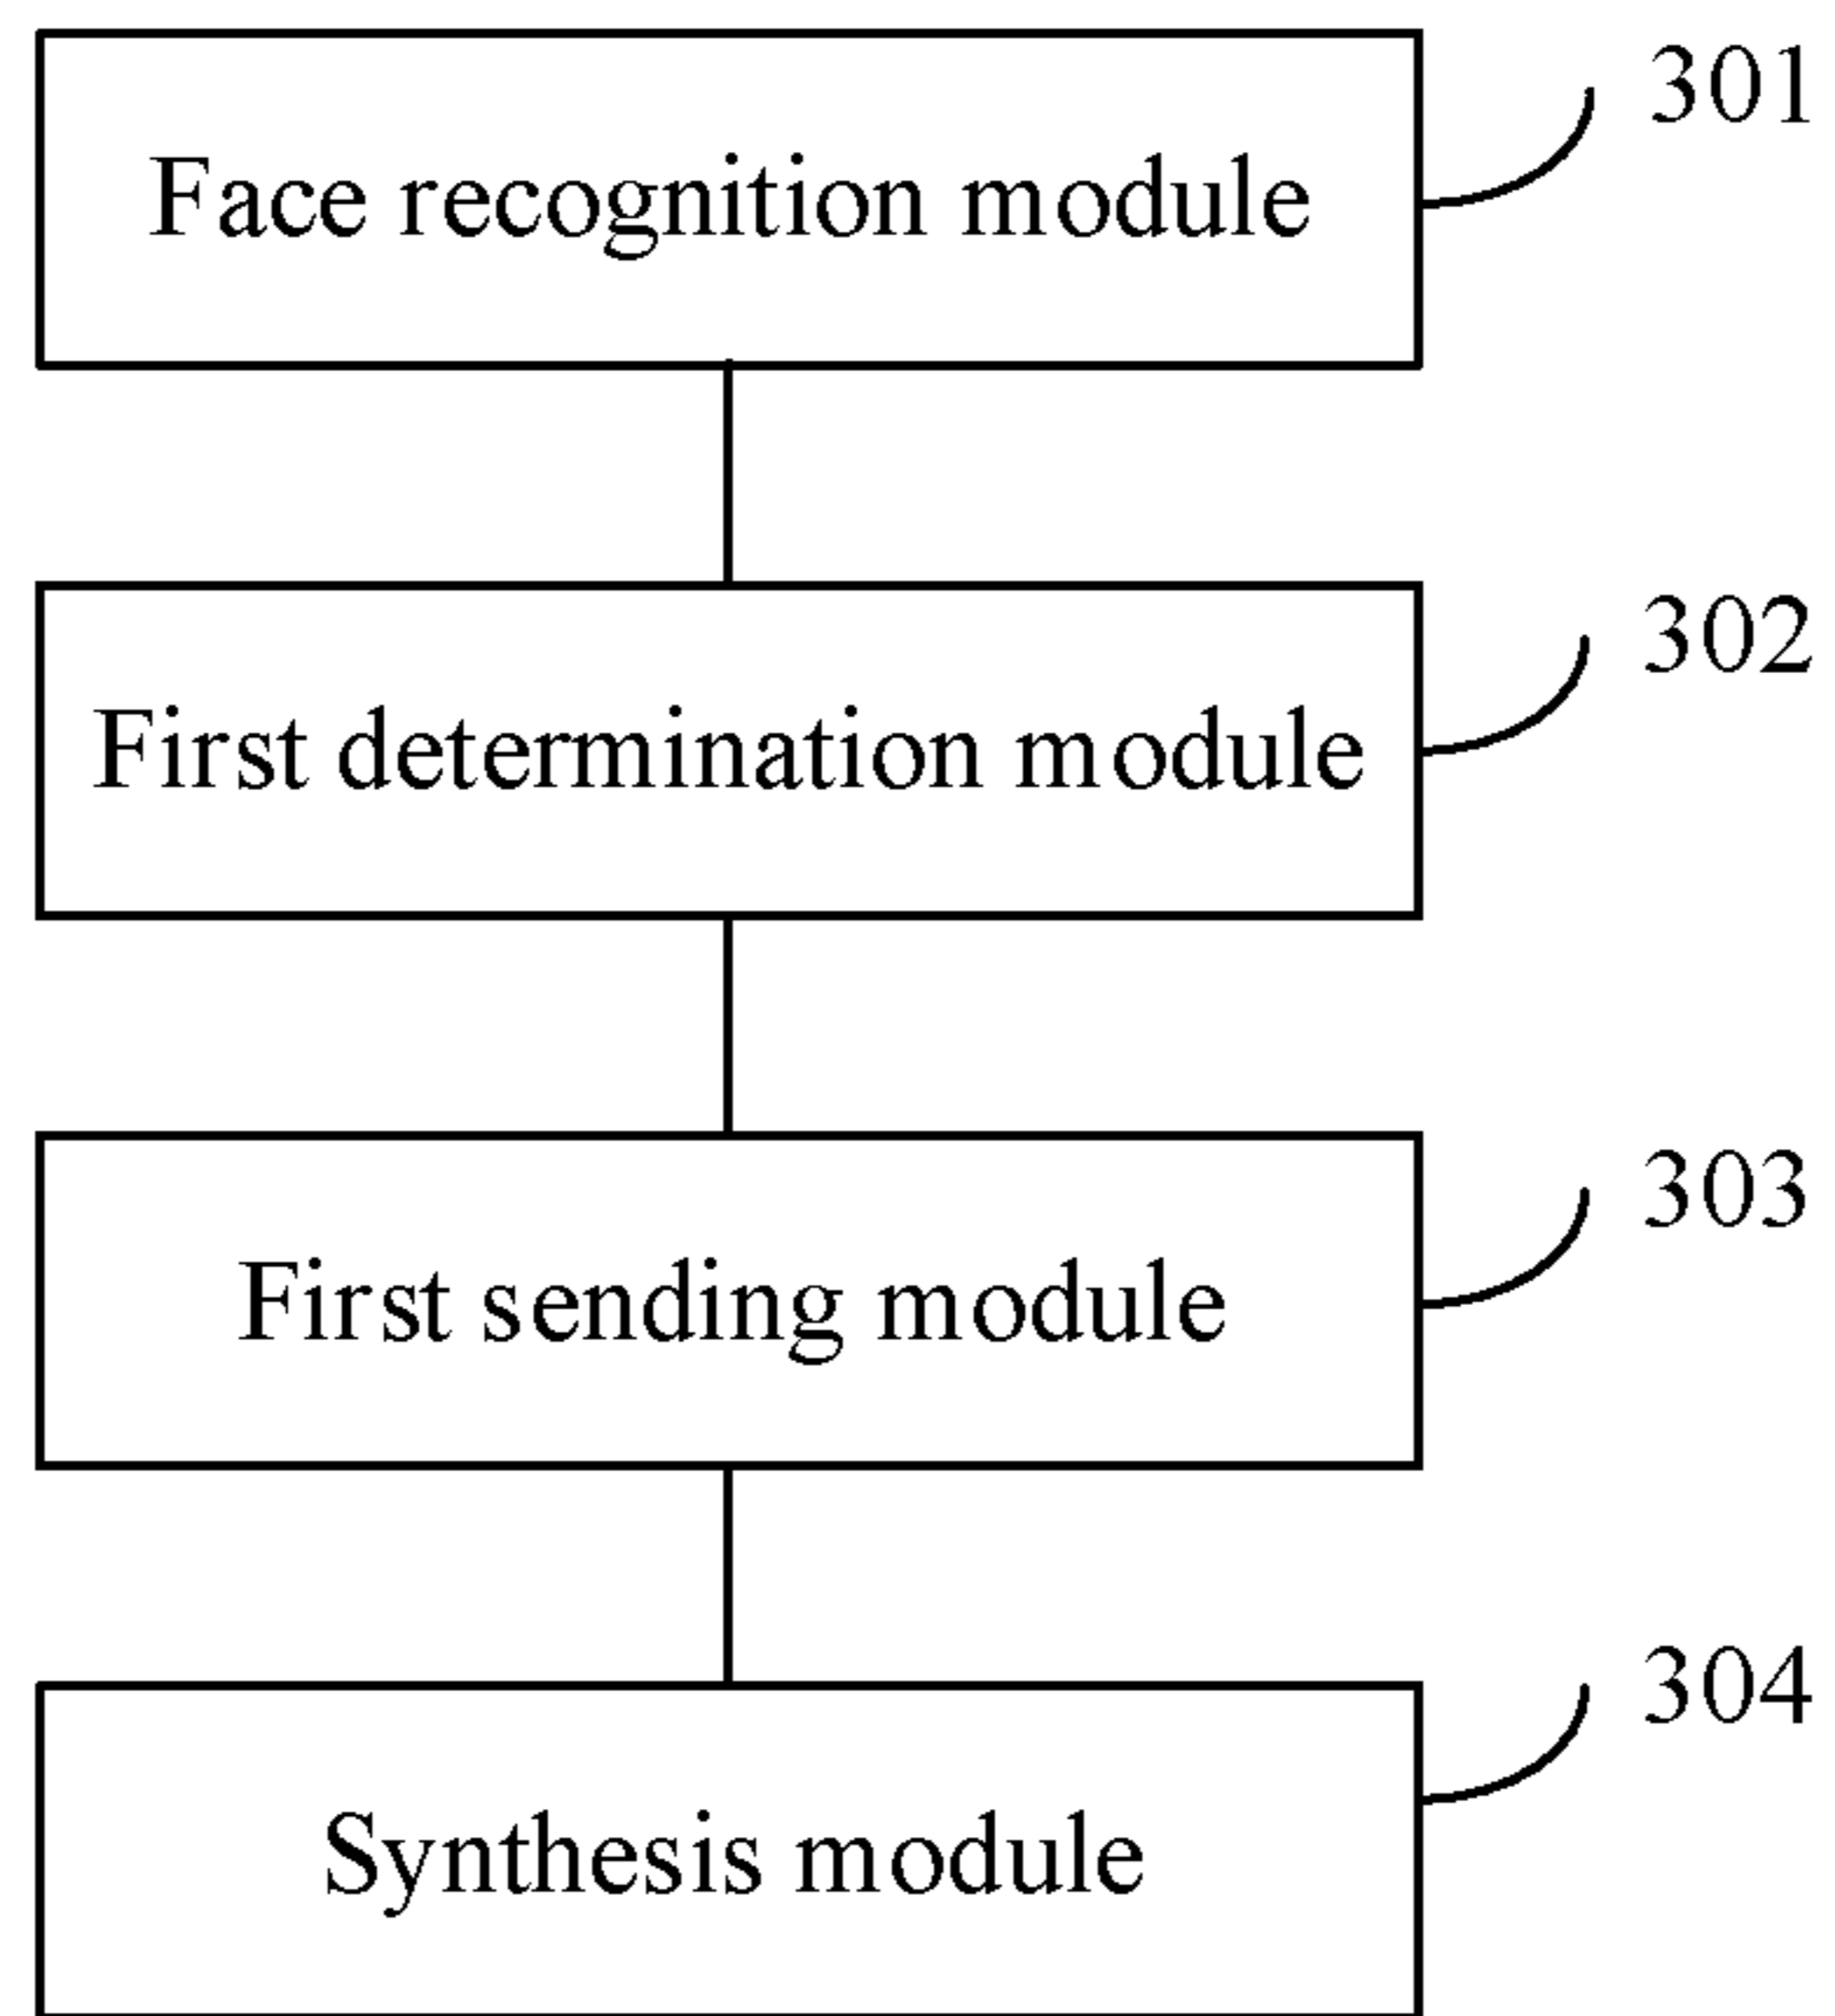 301
Face recognition module
302
First determination module
303
First sending module
304
Synthesis module